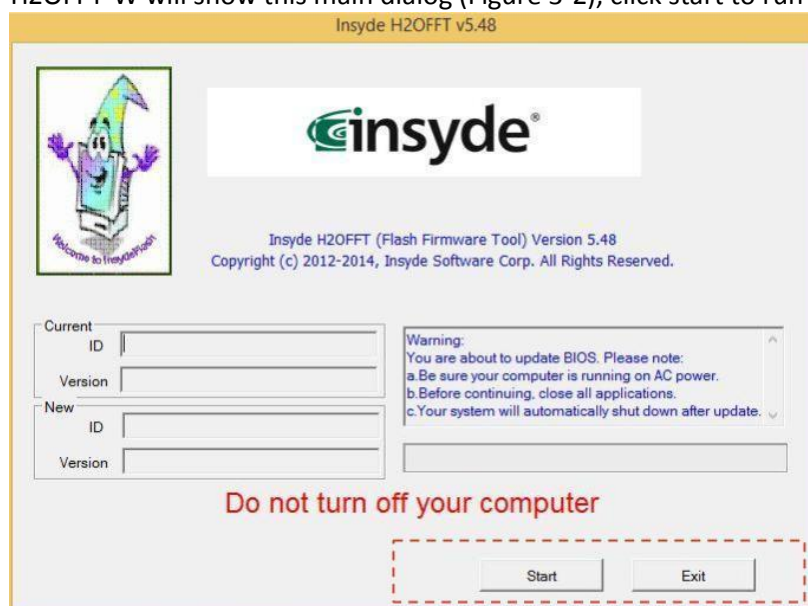 H2OFFT-W will show this main dialog (Figure 3-2), click start to run
Insyde H2OFFT v5.48
insyde®
Welcome to InsydeFlash
Insyde H2OFFT (Flash Firmware Tool) Version 5.48
Copyright (c) 2012-2014, Insyde Software Corp. All Rights Reserved.
Current
ID
Version
New
ID
Version
Warning:
You are about to update BIOS. Please note:
a.Be sure your computer is running on AC power.
b.Before continuing, close all applications.
c.Your system will automatically shut down after update.
Do not turn off your computer
Start
Exit